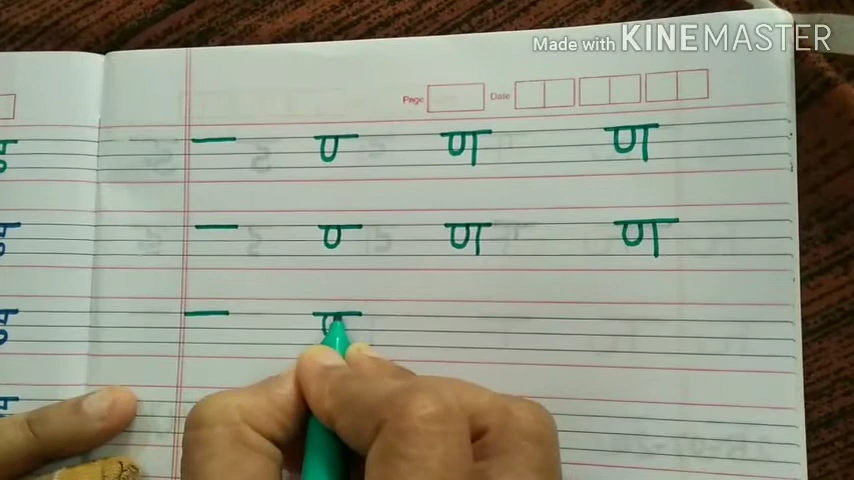 Made with KINEMASTER
Page Date
— प ण ण
— प ण ण
—